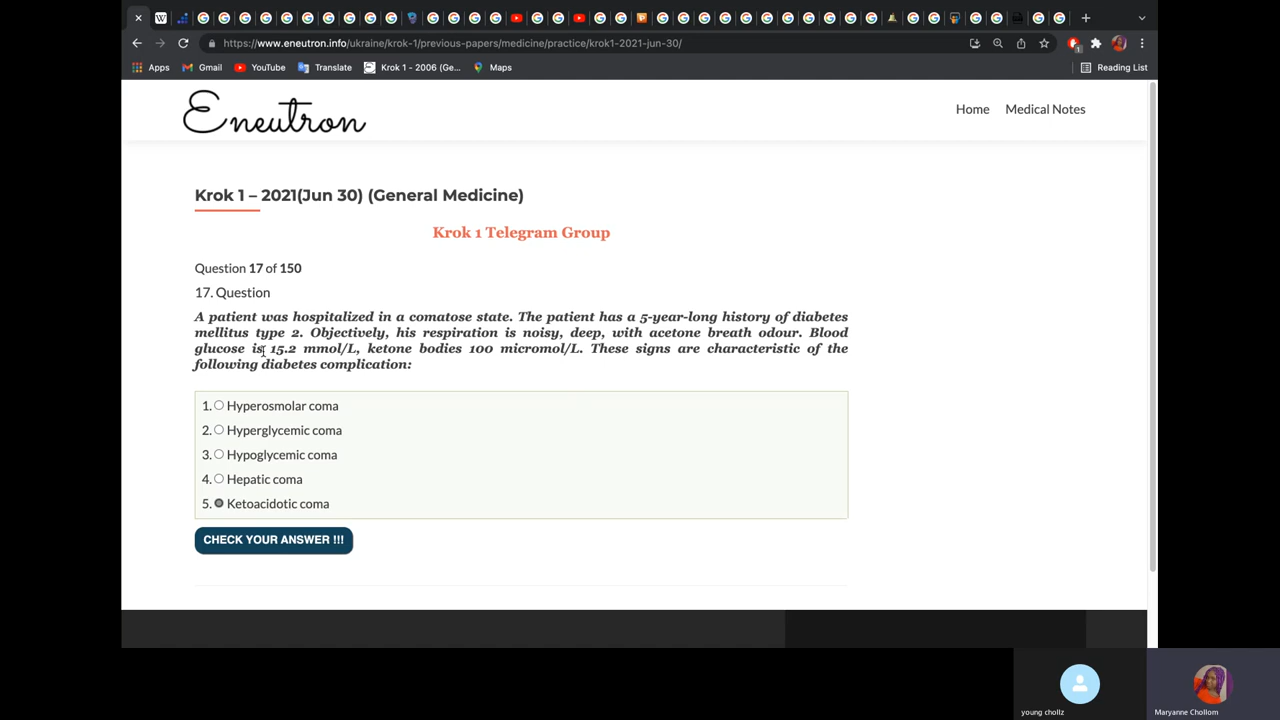 https://www.eneutron.info/ukraine/krok-1/previous-papers/medicine/practice/krok1-2021-jun-30/
Apps Gmail YouTube Translate Krok 1 - 2006 (Ge... Maps Reading List
Eneutron
Home Medical Notes
Krok 1 – 2021(Jun 30) (General Medicine)
Krok 1 Telegram Group
Question 17 of 150
17. Question
A patient was hospitalized in a comatose state. The patient has a 5-year-long history of diabetes
mellitus type 2. Objectively, his respiration is noisy, deep, with acetone breath odour. Blood
glucose is 15.2 mmol/L, ketone bodies 100 micromol/L. These signs are characteristic of the
following diabetes complication:
1. Hyperosmolar coma
2. Hyperglycemic coma
3. Hypoglycemic coma
4. Hepatic coma
5. Ketoacidotic coma
CHECK YOUR ANSWER !!!
young chollz
Maryanne Chollom